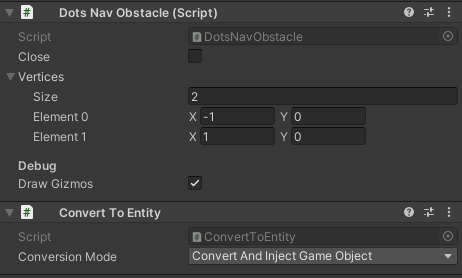 Dots Nav Obstacle (Script)
Script DotsNavObstacle
Close
Vertices
Size 2
Element 0 X -1 Y 0
Element 1 X 1 Y 0
Debug
Draw Gizmos
Convert To Entity
Script ConvertToEntity
Conversion Mode Convert And Inject Game Object